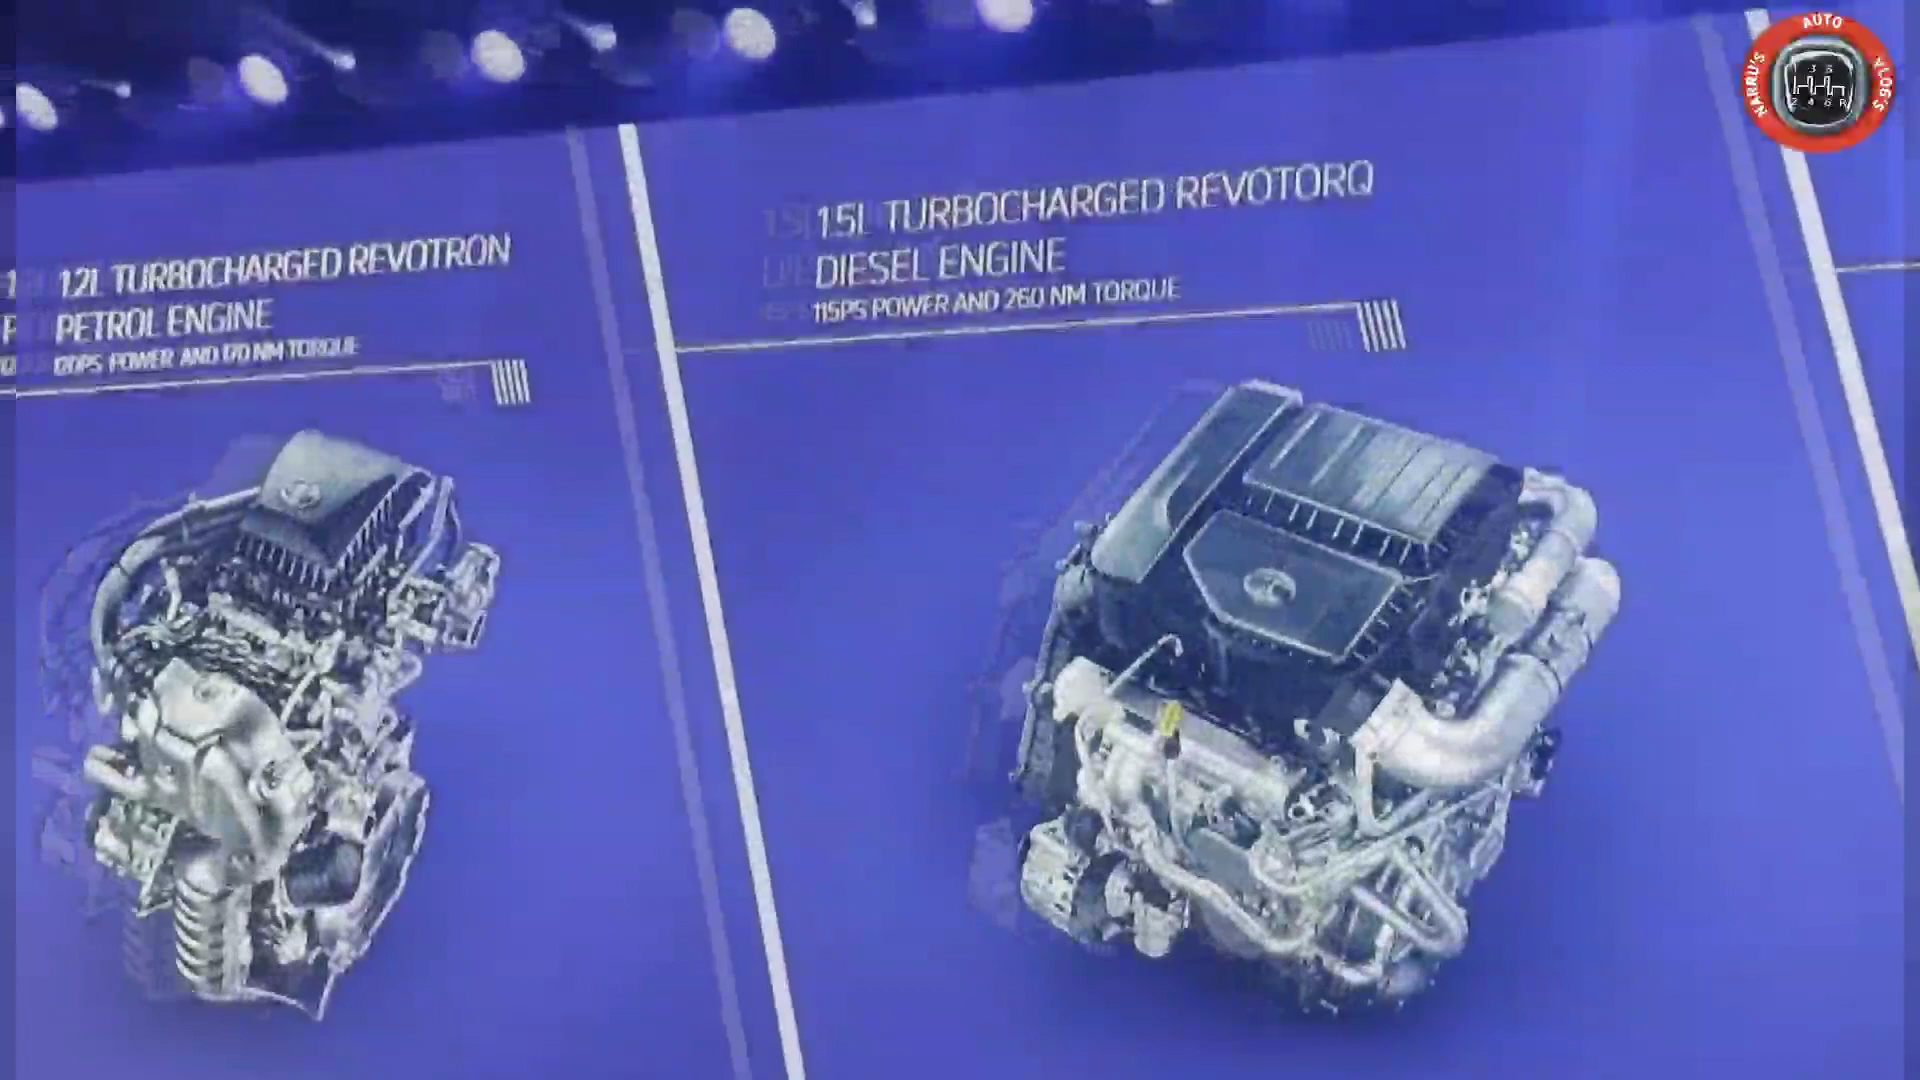 1.2L TURBOCHARGED REVOTRON
PETROL ENGINE
120PS POWER AND 170 NM TORQUE
1.5L TURBOCHARGED REVOTORQ
DIESEL ENGINE
115PS POWER AND 260 NM TORQUE
NARRU'S AUTO VLOG'S